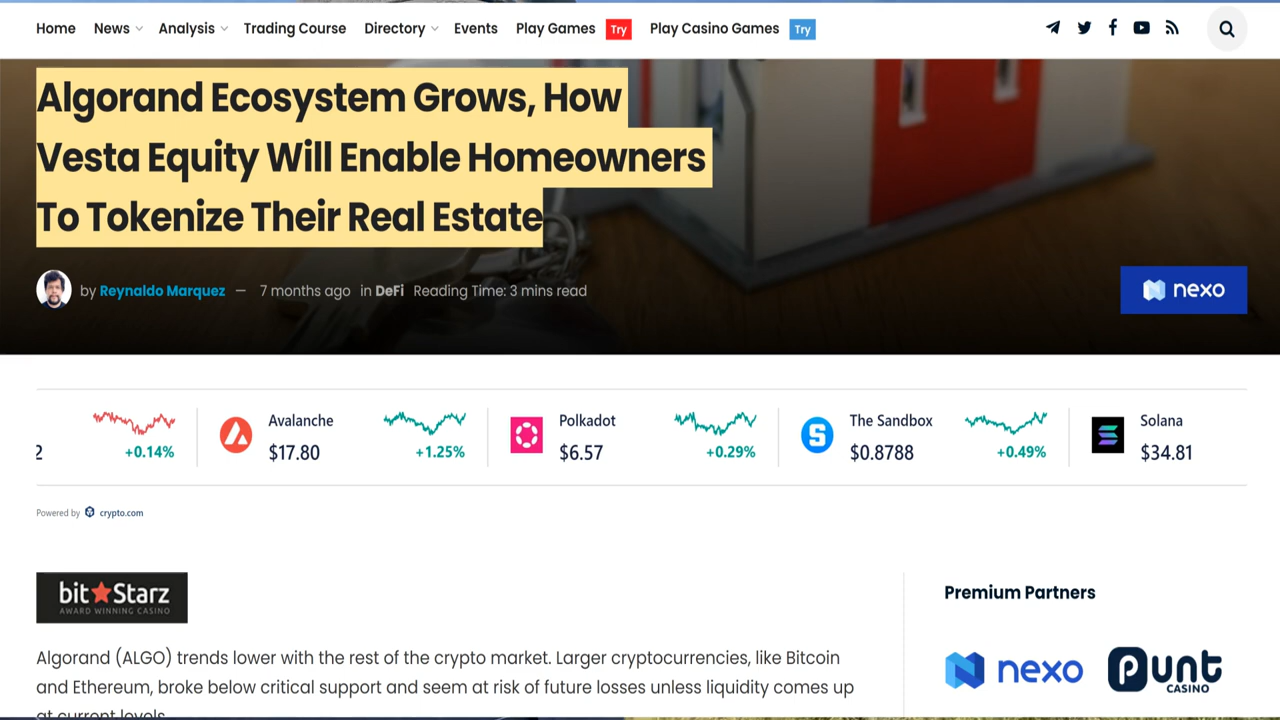 Home News Analysis Trading Course Directory Events Play Games Try Play Casino Games Try
Algorand Ecosystem Grows, How
Vesta Equity Will Enable Homeowners
To Tokenize Their Real Estate
by Reynaldo Marquez — 7 months ago in DeFi Reading Time: 3 mins read
nexo
2 +0.14%
Avalanche
$17.80 +1.25%
Polkadot
$6.57 +0.29%
The Sandbox
$0.8788 +0.49%
Solana
$34.81
Powered by crypto.com
bitStarz
AWARD WINNING CASINO
Algorand (ALGO) trends lower with the rest of the crypto market. Larger cryptocurrencies, like Bitcoin
and Ethereum, broke below critical support and seem at risk of future losses unless liquidity comes up
at current levels.
Premium Partners
nexo
punt
CASINO